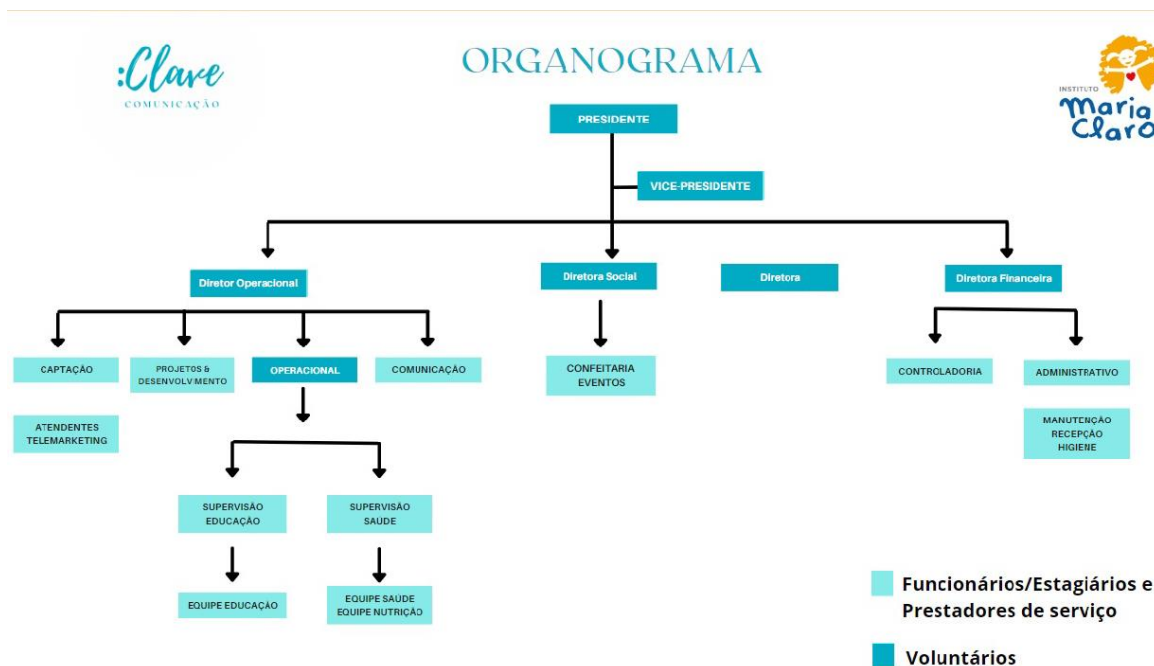 :Clave
COMUNICAÇÃO
ORGANOGRAMA
INSTITUTO
Maria
Claro
PRESIDENTE
VICE-PRESIDENTE
Diretor Operacional
Diretora Social
Diretora
Diretora Financeira
CAPTAÇÃO
PROJETOS &
DESENVOLVIMENTO
OPERACIONAL
COMUNICAÇÃO
CONFEITARIA
EVENTOS
CONTROLADORIA
ADMINISTRATIVO
ATENDENTES
TELEMARKETING
MANUTENÇÃO
RECEPÇÃO
HIGIENE
SUPERVISÃO
EDUCAÇÃO
SUPERVISÃO
SAÚDE
EQUIPE EDUCAÇÃO
EQUIPE SAÚDE
EQUIPE NUTRIÇÃO
Funcionários/Estagiários e
Prestadores de serviço
Voluntários